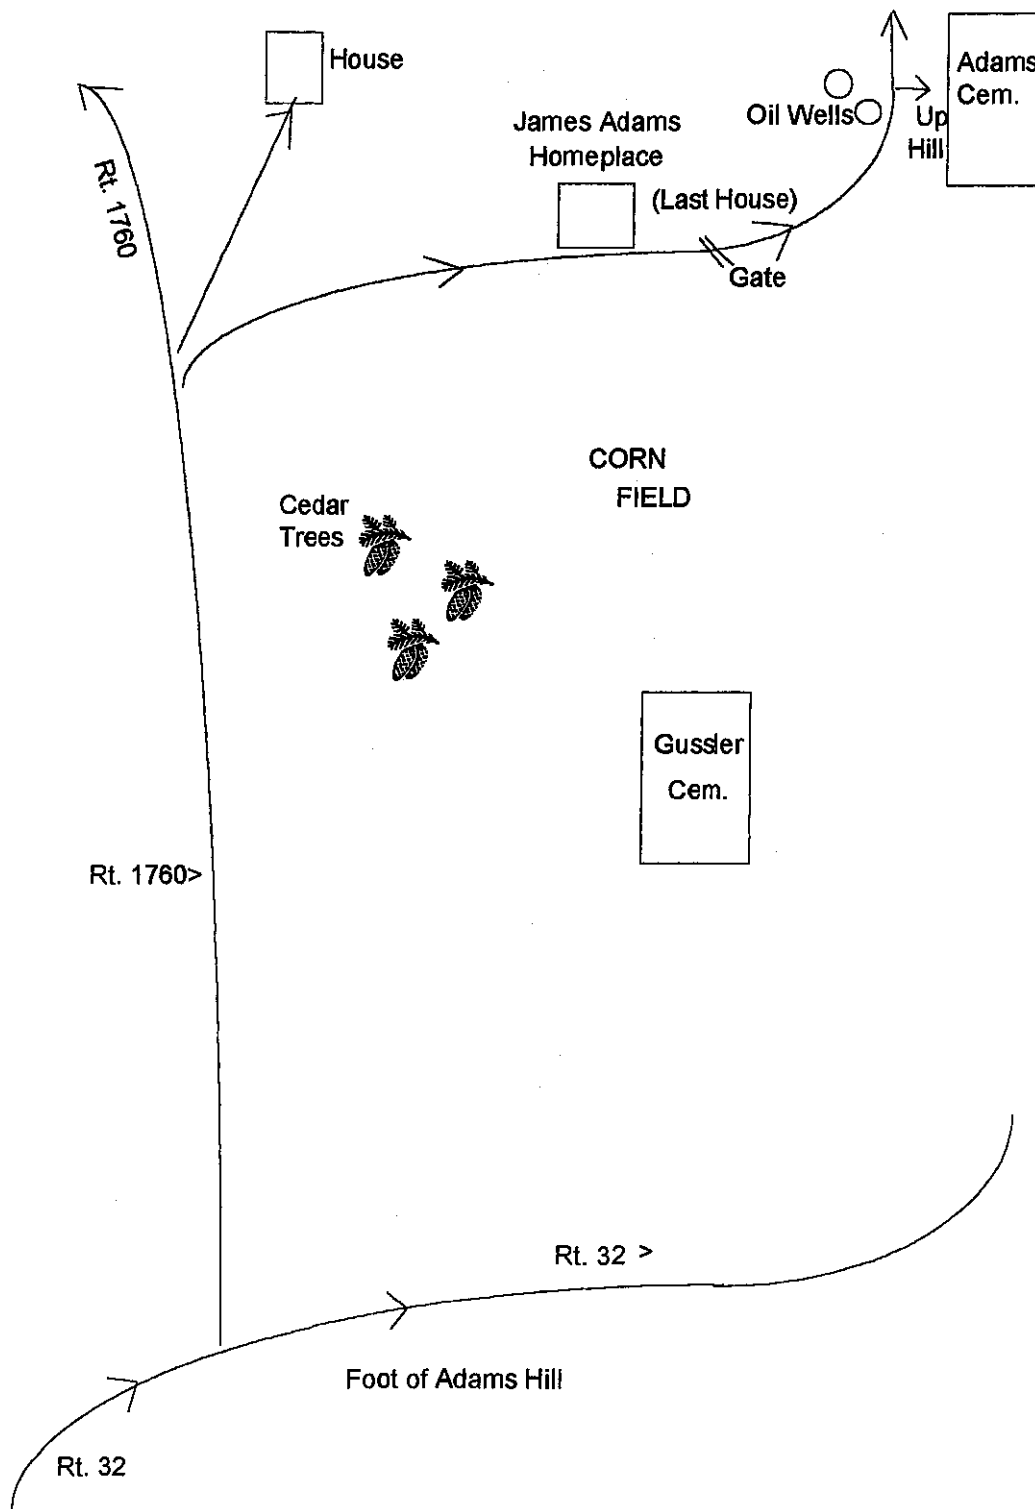 House
Adams
Cem.
Oil Wells
Up
Hill
James Adams
Homeplace
(Last House)
Rt. 1760
Gate
CORN
FIELD
Cedar
Trees
Gussler
Cem.
Rt. 1760>
Rt. 32 >
Foot of Adams Hill
Rt. 32